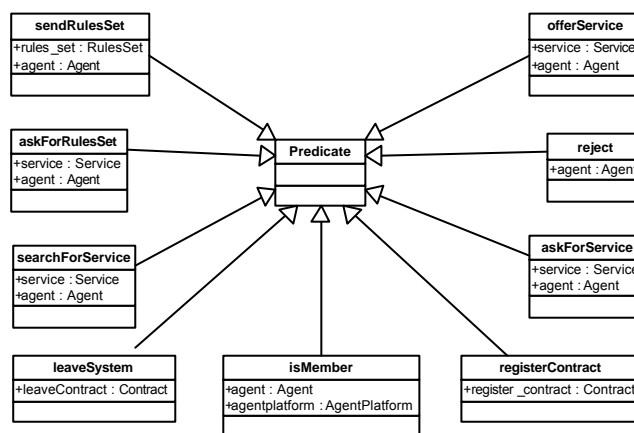 sendRulesSet
+rules_set : RulesSet
+agent : Agent
offerService
+service : Service
+agent : Agent
askForRulesSet
+service : Service
+agent : Agent
Predicate
reject
+agent : Agent
searchForService
+service : Service
+agent : Agent
askForService
+service : Service
+agent : Agent
leaveSystem
+leaveContract : Contract
isMember
+agent : Agent
+agentplatform : AgentPlatform
registerContract
+register_contract : Contract